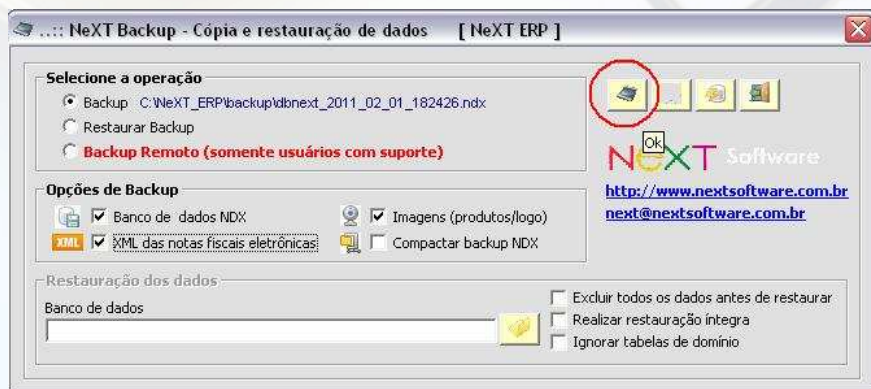 ..:: NeXT Backup - Cópia e restauração de dados [ NeXT ERP ]
Selecione a operação
Backup C:\NeXT_ERP\backup\dbnext_2011_02_01_182426.ndx
Restaurar Backup
Backup Remoto (somente usuários com suporte)
Ok
NeXT Software
http://www.nextsoftware.com.br
next@nextsoftware.com.br
Opções de Backup
Banco de dados NDX
Imagens (produtos/logo)
XML
XML das notas fiscais eletrônicas
Compactar backup NDX
Restauração dos dados
Banco de dados
Excluir todos os dados antes de restaurar
Realizar restauração íntegra
Ignorar tabelas de domínio